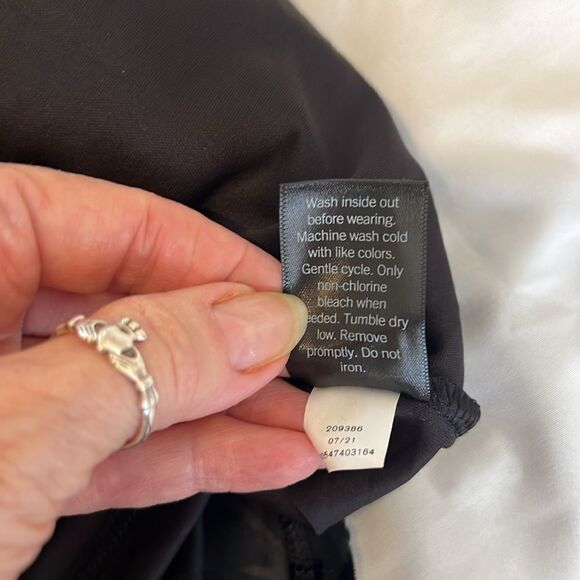 Wash inside out
before wearing.
Machine wash cold
with like colors.
Gentle cycle. Only
non-chlorine
bleach when
Tumble dry
low. Remove
promptly. Do not
iron.
209386
07/21
547403164